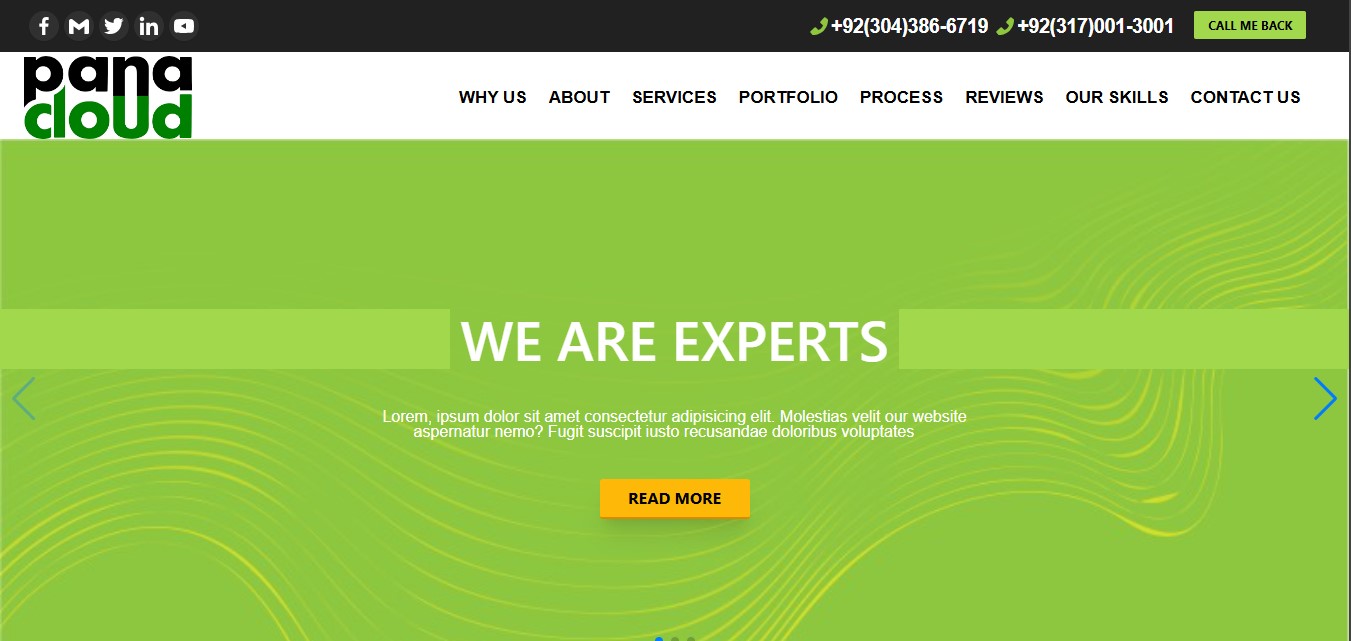 +92(304)386-6719 +92(317)001-3001 CALL ME BACK
pana
cloud
WHY US ABOUT SERVICES PORTFOLIO PROCESS REVIEWS OUR SKILLS CONTACT US
WE ARE EXPERTS
Lorem, ipsum dolor sit amet consectetur adipisicing elit. Molestias velit our website
aspernatur nemo? Fugit suscipit iusto recusandae doloribus voluptates
READ MORE